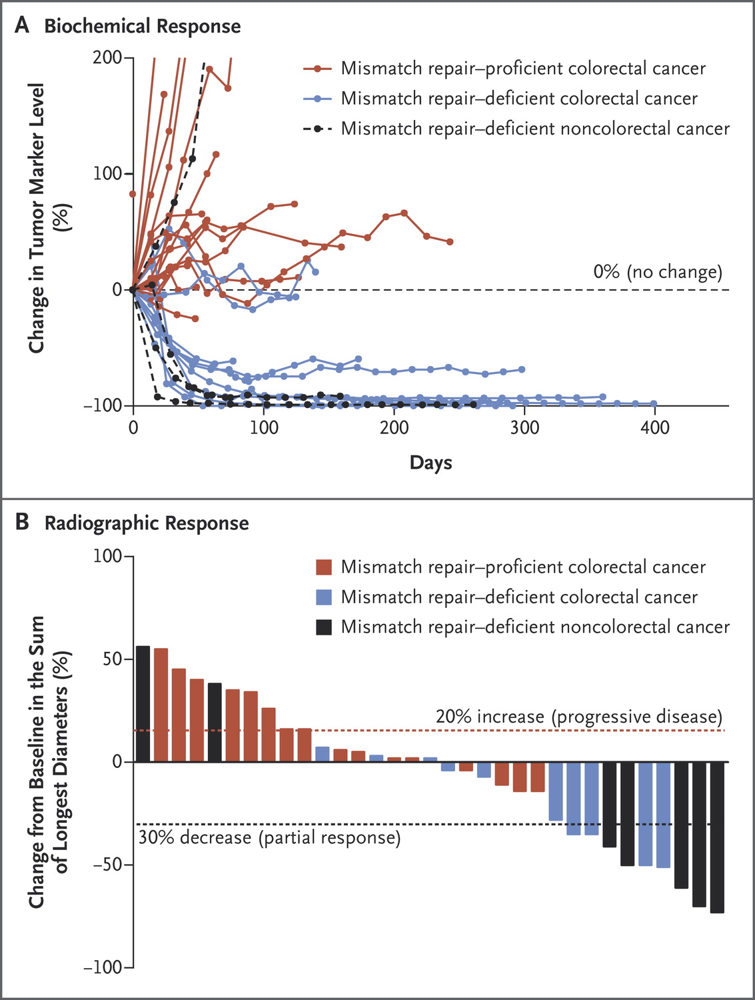 A Biochemical Response
200
100
0
–100
Change in Tumor Marker Level
(%)
Mismatch repair–proficient colorectal cancer
Mismatch repair–deficient colorectal cancer
Mismatch repair–deficient noncolorectal cancer
0% (no change)
0 100 200 300 400
Days
B Radiographic Response
100
50
0
–50
–100
Change from Baseline in the Sum
of Longest Diameters (%)
Mismatch repair–proficient colorectal cancer
Mismatch repair–deficient colorectal cancer
Mismatch repair–deficient noncolorectal cancer
20% increase (progressive disease)
30% decrease (partial response)